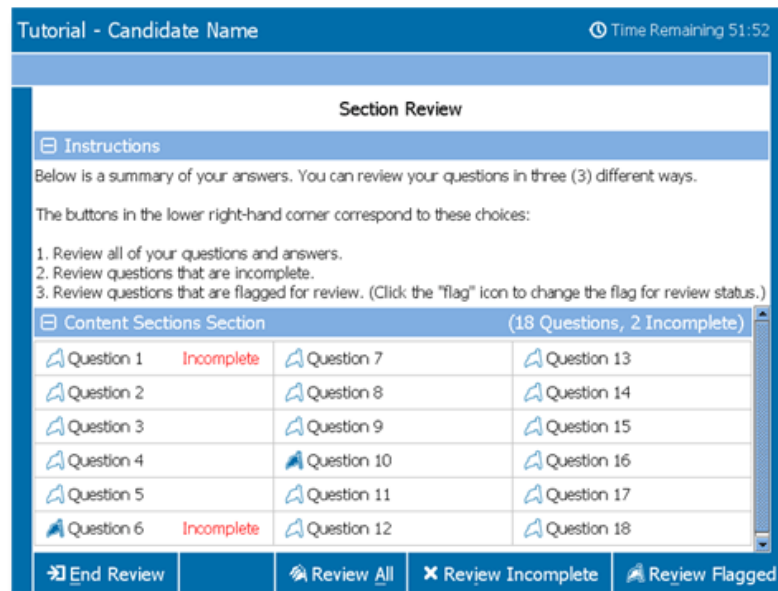 Tutorial - Candidate Name
Time Remaining 51:52
Section Review
Instructions
Below is a summary of your answers. You can review your questions in three (3) different ways.
The buttons in the lower right-hand corner correspond to these choices:
1. Review all of your questions and answers.
2. Review questions that are incomplete.
3. Review questions that are flagged for review. (Click the "flag" icon to change the flag for review status.)
Content Sections Section (18 Questions, 2 Incomplete)
Question 1 Incomplete Question 7 Question 13
Question 2 Question 8 Question 14
Question 3 Question 9 Question 15
Question 4 Question 10 Question 16
Question 5 Question 11 Question 17
Question 6 Incomplete Question 12 Question 18
End Review Review All Review Incomplete Review Flagged